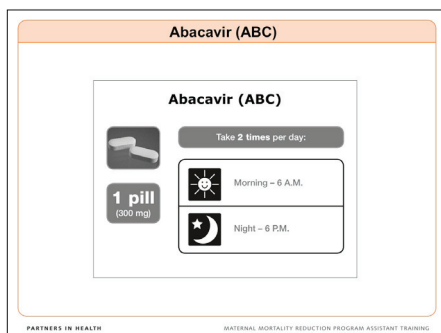 Abacavir (ABC)
Abacavir (ABC)
Take 2 times per day:
1 pill
(300 mg)
Morning – 6 A.M.
Night – 6 P.M.
PARTNERS IN HEALTH
MATERNAL MORTALITY REDUCTION PROGRAM ASSISTANT TRAINING